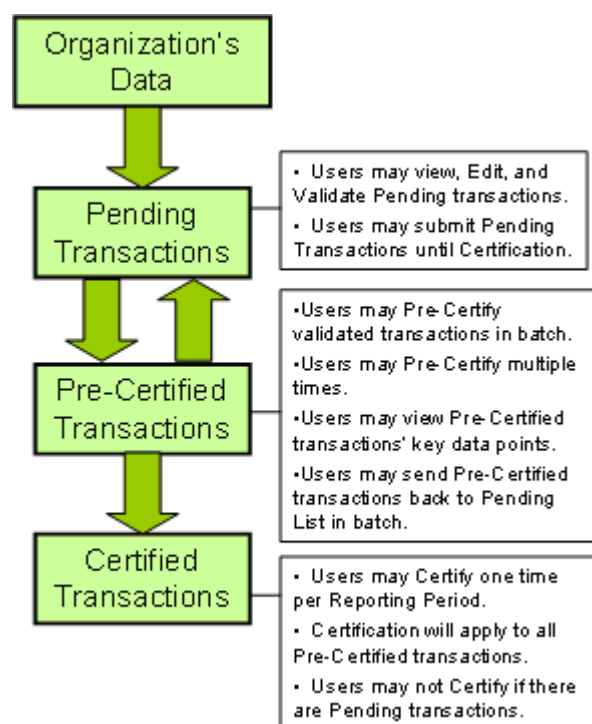 Organization's
Data
• Users may view, Edit, and
Validate Pending transactions.
• Users may submit Pending
Transactions until Certification.
Pending
Transactions
•Users may Pre-Certify
validated transactions in batch.
•Users may Pre-Certify multiple
times.
•Users may view Pre-Certified
transactions' key data points.
•Users may send Pre-Certified
transactions back to Pending
List in batch.
Pre-Certified
Transactions
Certified
Transactions
• Users may Certify one time
per Reporting Period.
• Certification will apply to all
Pre-Certified transactions.
• Users may not Certify if there
are Pending transactions.